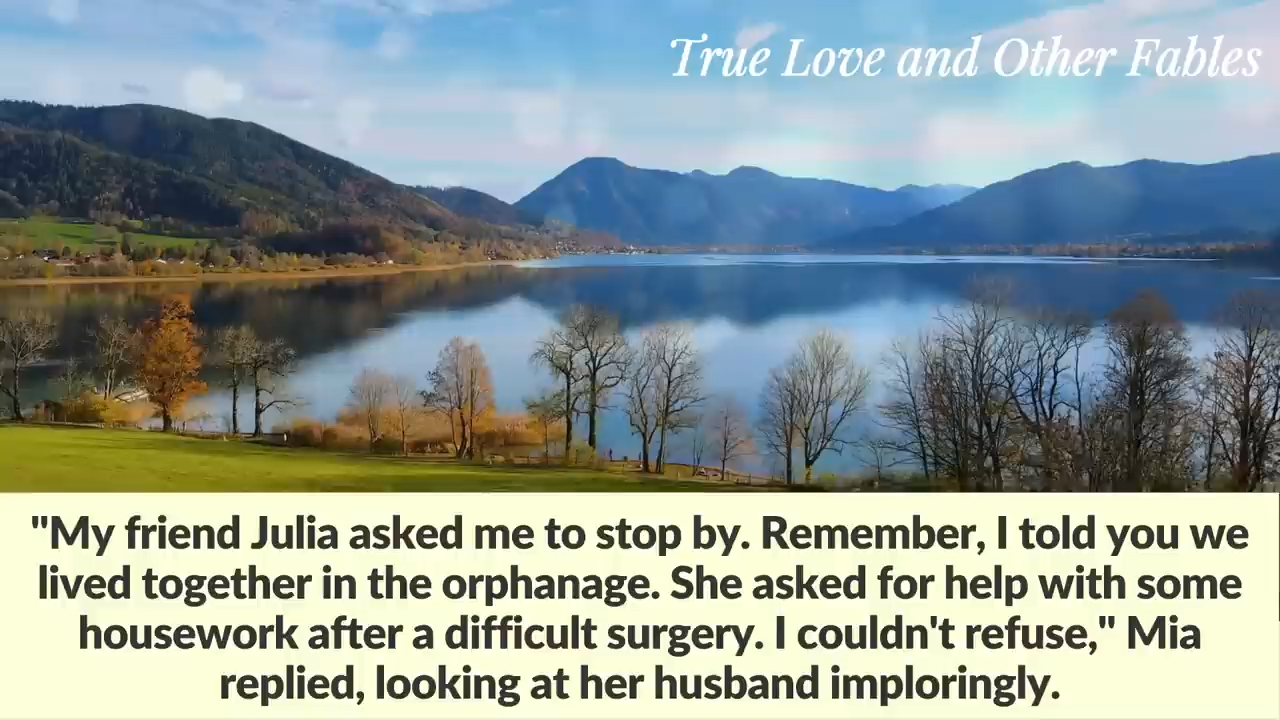 True Love and Other Fables
"My friend Julia asked me to stop by. Remember, I told you we
lived together in the orphanage. She asked for help with some
housework after a difficult surgery. I couldn't refuse," Mia
replied, looking at her husband imploringly.